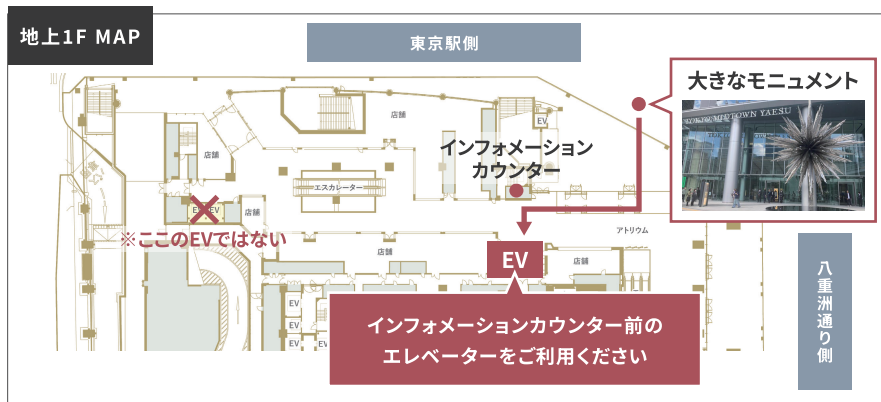 地上1F MAP
東京駅側
大きなモニュメント
TOKYO MIDTOWN YAESU
店舗
EV
インフォメーション
カウンター
店舗
エスカレーター
EV EV
店舗
※ここのEVではない
アトリウム
店舗
EV
店舗
八重洲通り側
EV
EV
EV
EV
インフォメーションカウンター前の
エレベーターをご利用ください